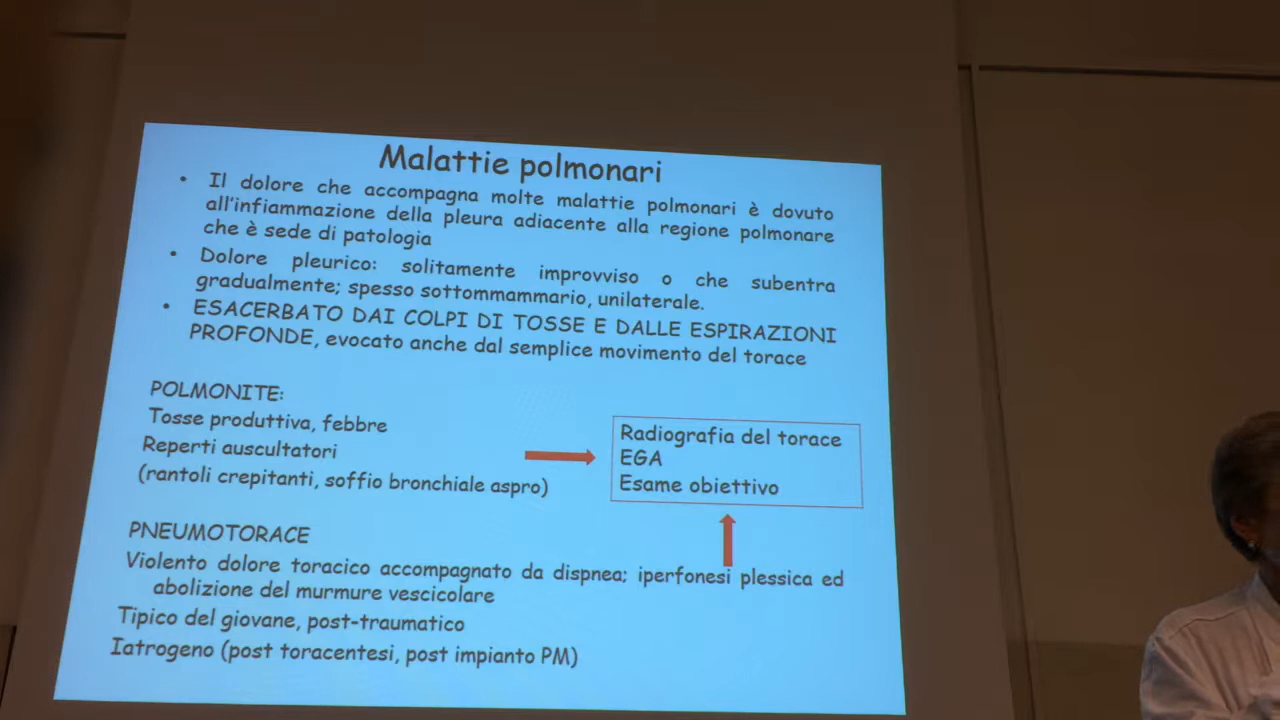 Malattie polmonari
• Il dolore che accompagna molte malattie polmonari è dovuto
all'infiammazione della pleura adiacente alla regione polmonare
che è sede di patologia
• Dolore pleurico: solitamente improvviso o che subentra
gradualmente; spesso sottommammario, unilaterale.
• ESACERBATO DAI COLPI DI TOSSE E DALLE ESPIRAZIONI
PROFONDE, evocato anche dal semplice movimento del torace
POLMONITE:
Tosse produttiva, febbre
Reperti auscultatori
(rantoli crepitanti, soffio bronchiale aspro)
Radiografia del torace
EGA
Esame obiettivo
PNEUMOTORACE
Violento dolore toracico accompagnato da dispnea; iperfonesi plessica ed
abolizione del murmure vescicolare
Tipico del giovane, post-traumatico
Iatrogeno (post toracentesi, post impianto PM)